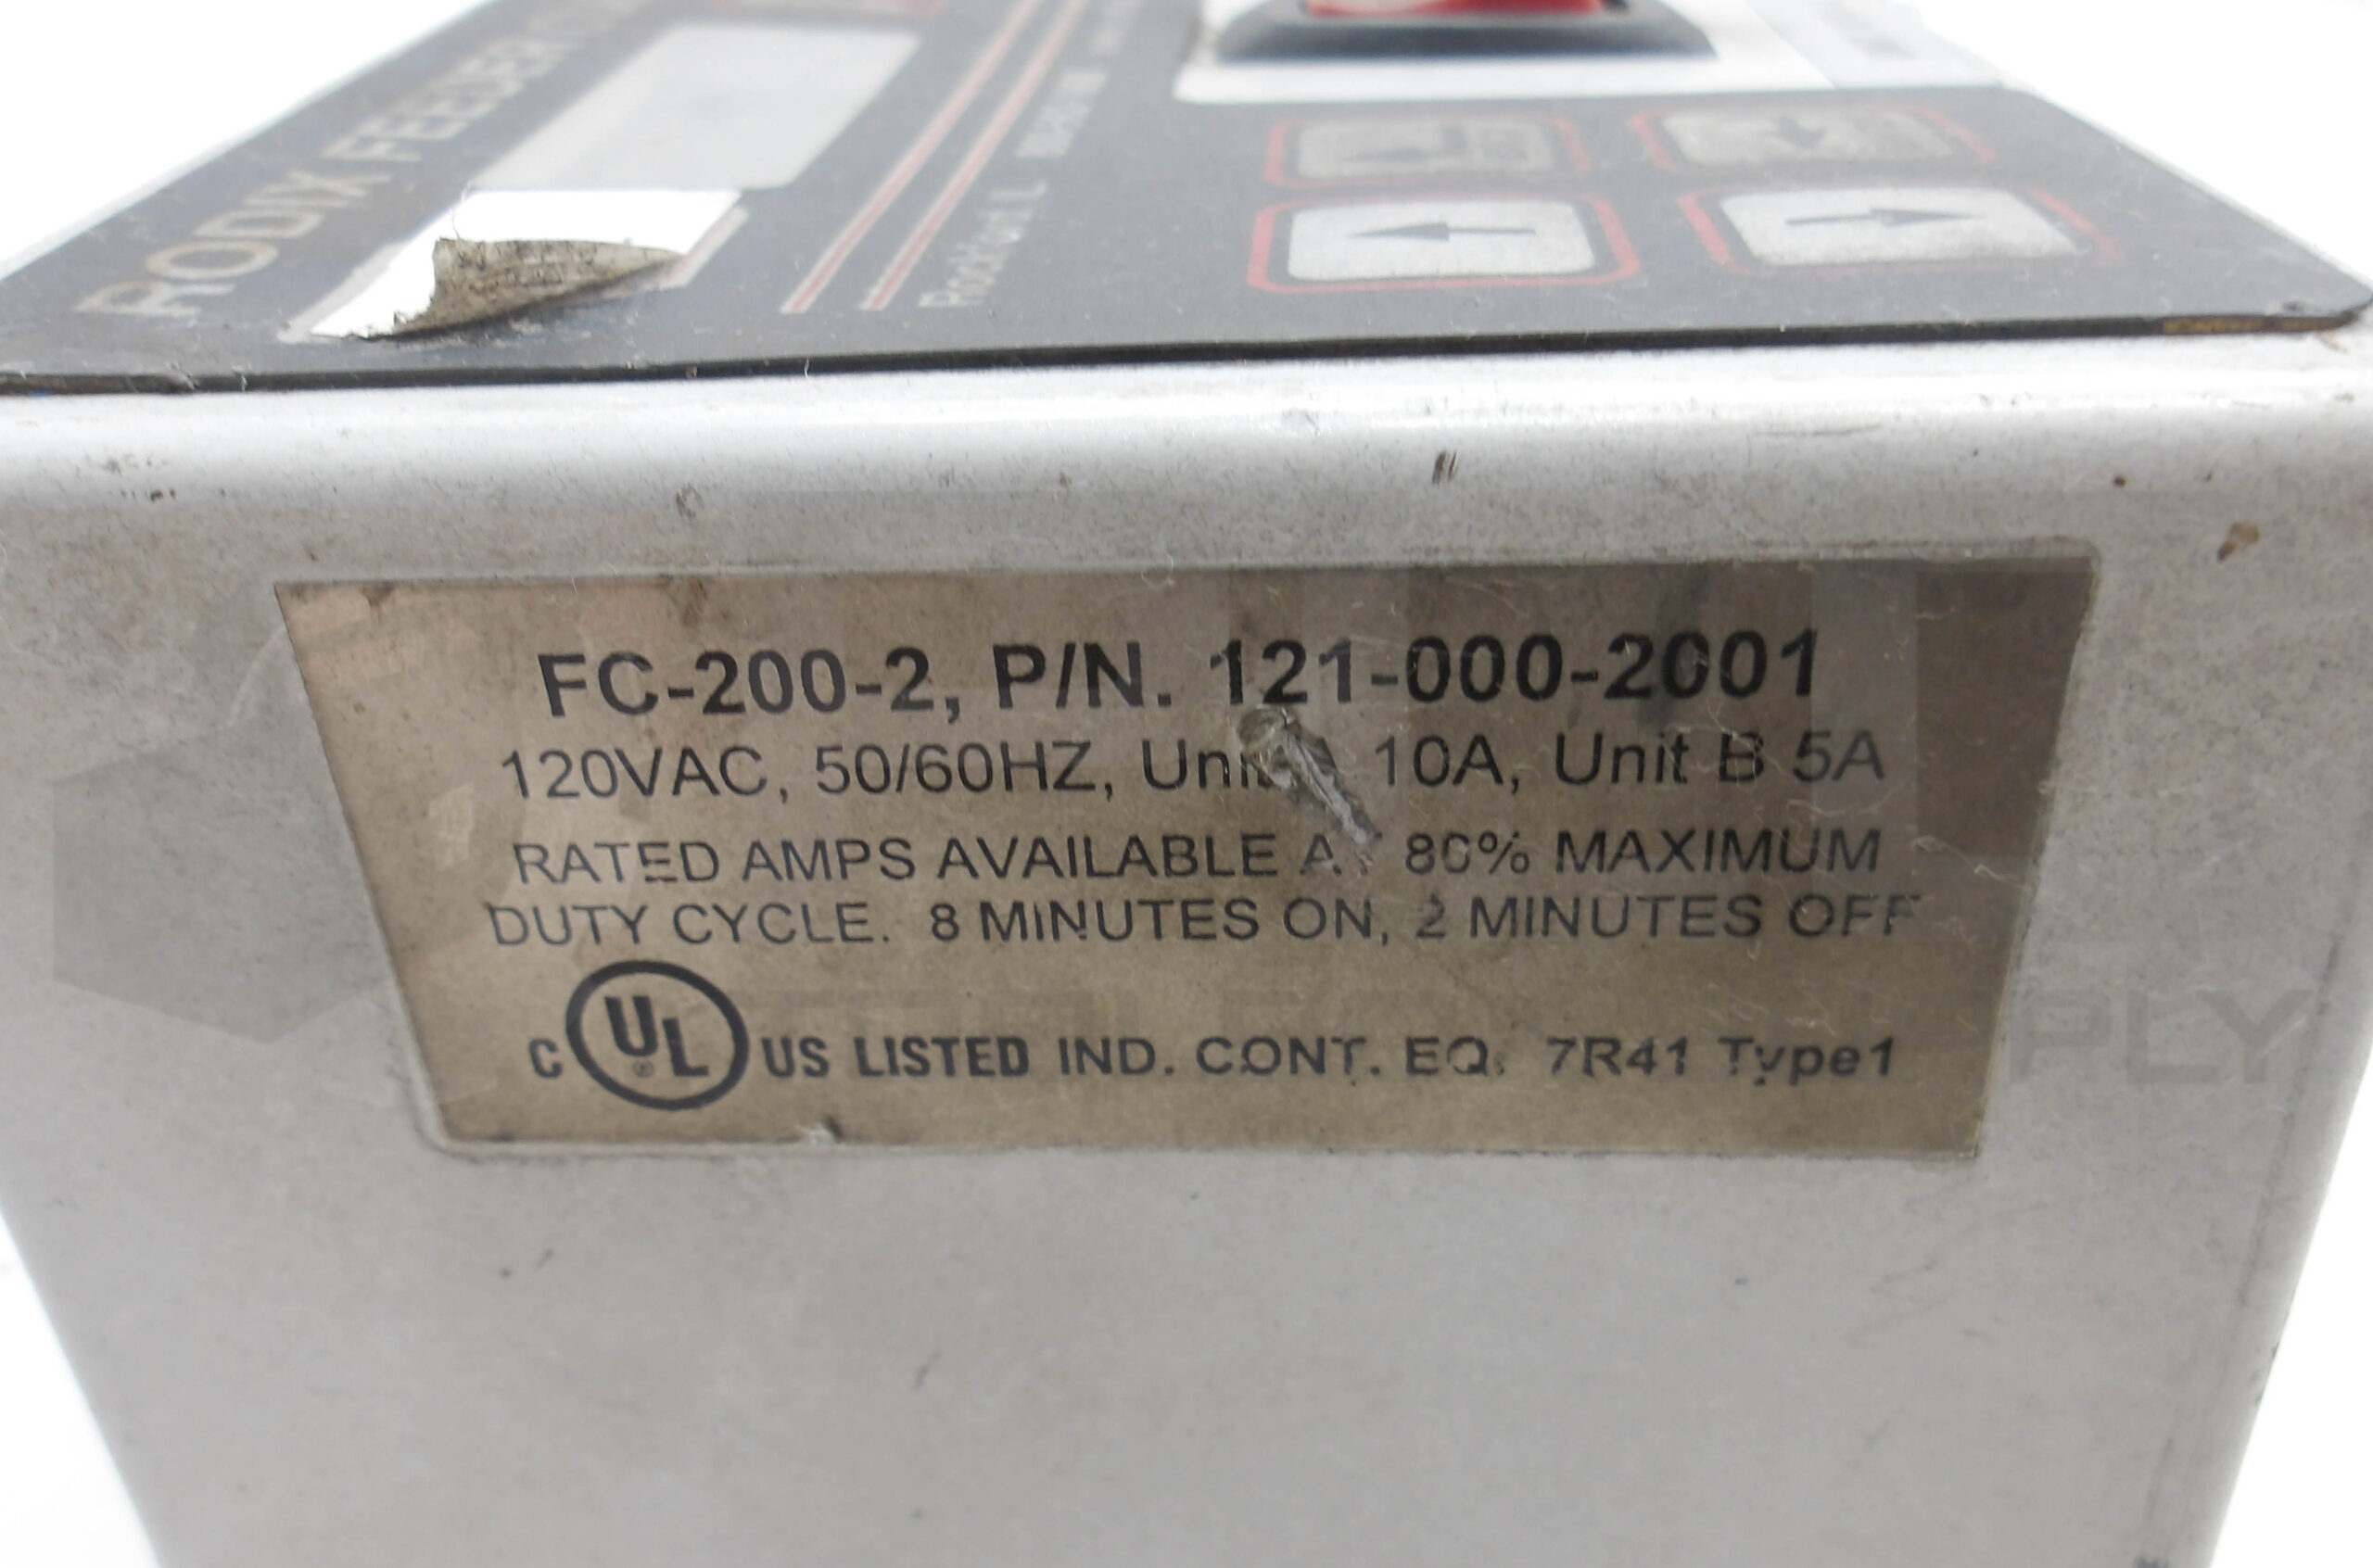 RODIX FEEDER
Rockford, IL
FC-200-2, P/N. 121-000-2001
120VAC, 50/60HZ, Unit A 10A, Unit B 5A
RATED AMPS AVAILABLE AT 80% MAXIMUM
DUTY CYCLE. 8 MINUTES ON, 2 MINUTES OFF
C UL® US LISTED IND. CONT. EQ. 7R41 Type1